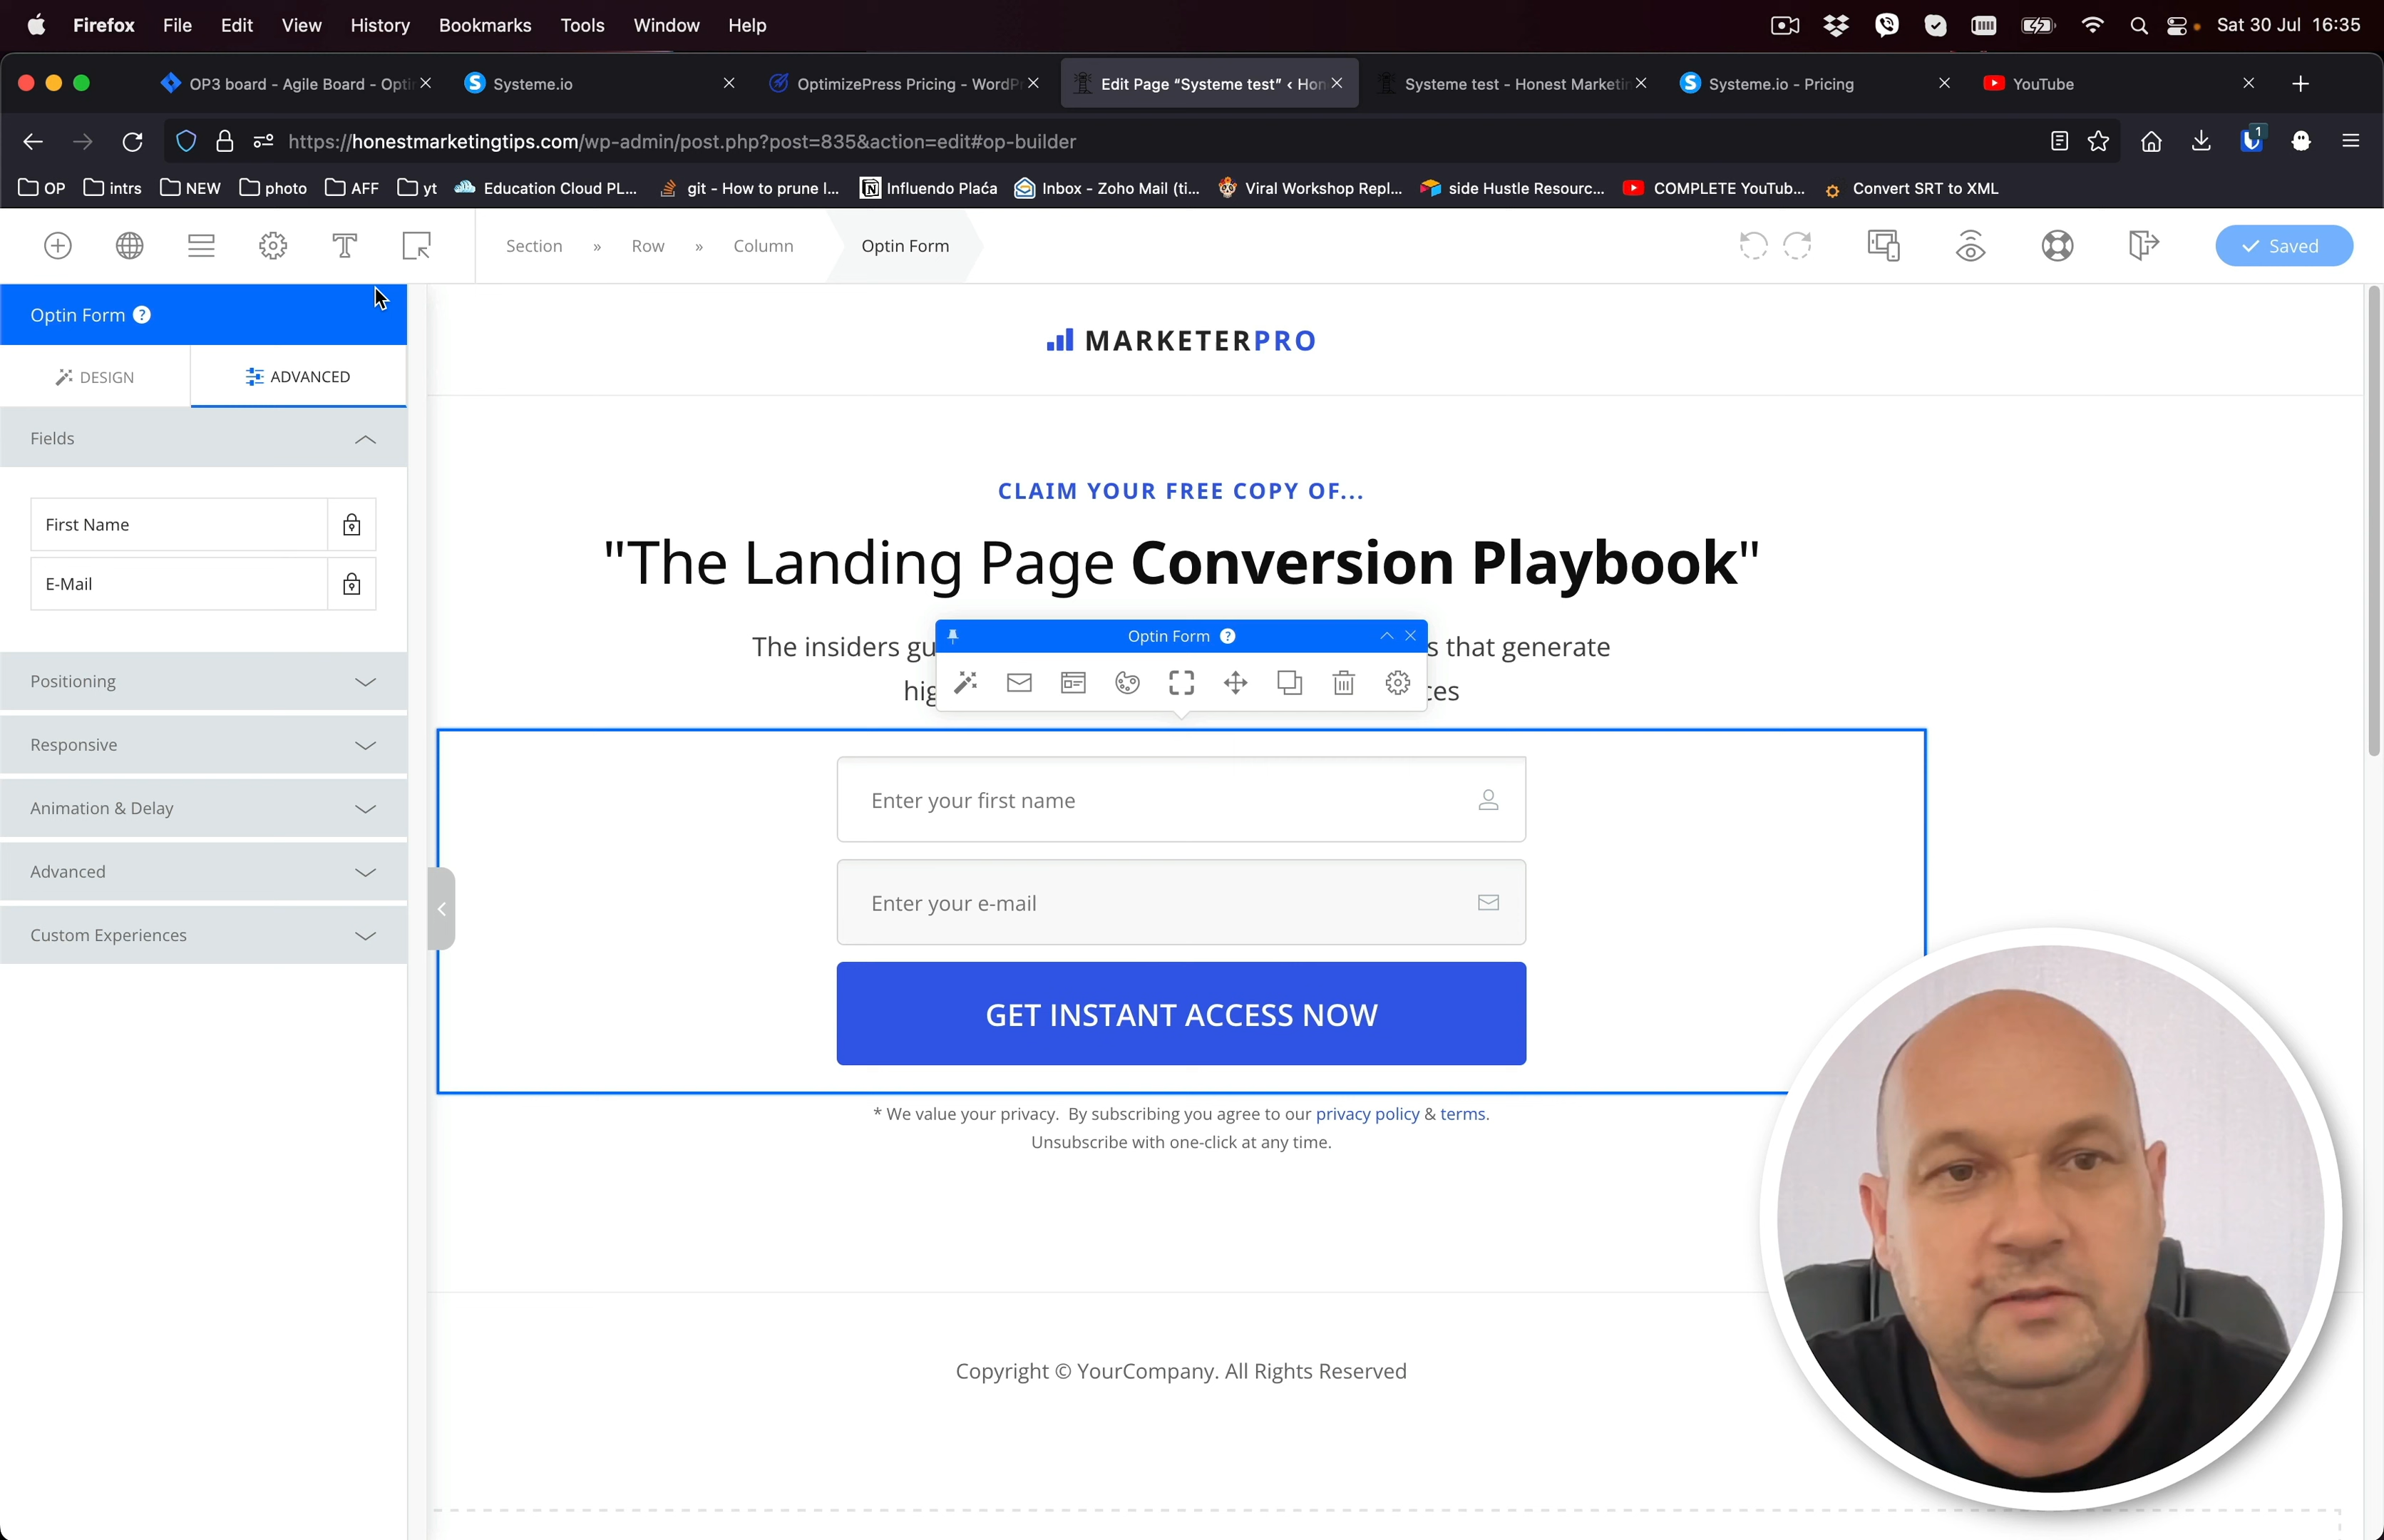 Firefox File Edit View History Bookmarks Tools Window Help Sat 30 Jul 16:35
OP3 board - Agile Board - Opti Systeme.io OptimizePress Pricing - WordPr Edit Page “Systeme test” ‹ Hon Systeme test - Honest Marketin Systeme.io - Pricing YouTube
https://honestmarketingtips.com/wp-admin/post.php?post=835&action=edit#op-builder 1
OP intrs NEW photo AFF yt Education Cloud PL... git - How to prune l... Influendo Plaća Inbox - Zoho Mail (ti... Viral Workshop Repl... side Hustle Resourc... COMPLETE YouTub... Convert SRT to XML
Section » Row » Column Optin Form Saved
Optin Form ?
DESIGN ADVANCED
Fields
First Name
E-Mail
Positioning
Responsive
Animation & Delay
Advanced
Custom Experiences
MARKETERPRO
CLAIM YOUR FREE COPY OF...
"The Landing Page Conversion Playbook"
Optin Form ?
The insiders gu s that generate
hig ces
Enter your first name
Enter your e-mail
GET INSTANT ACCESS NOW
* We value your privacy. By subscribing you agree to our privacy policy & terms.
Unsubscribe with one-click at any time.
Copyright © YourCompany. All Rights Reserved